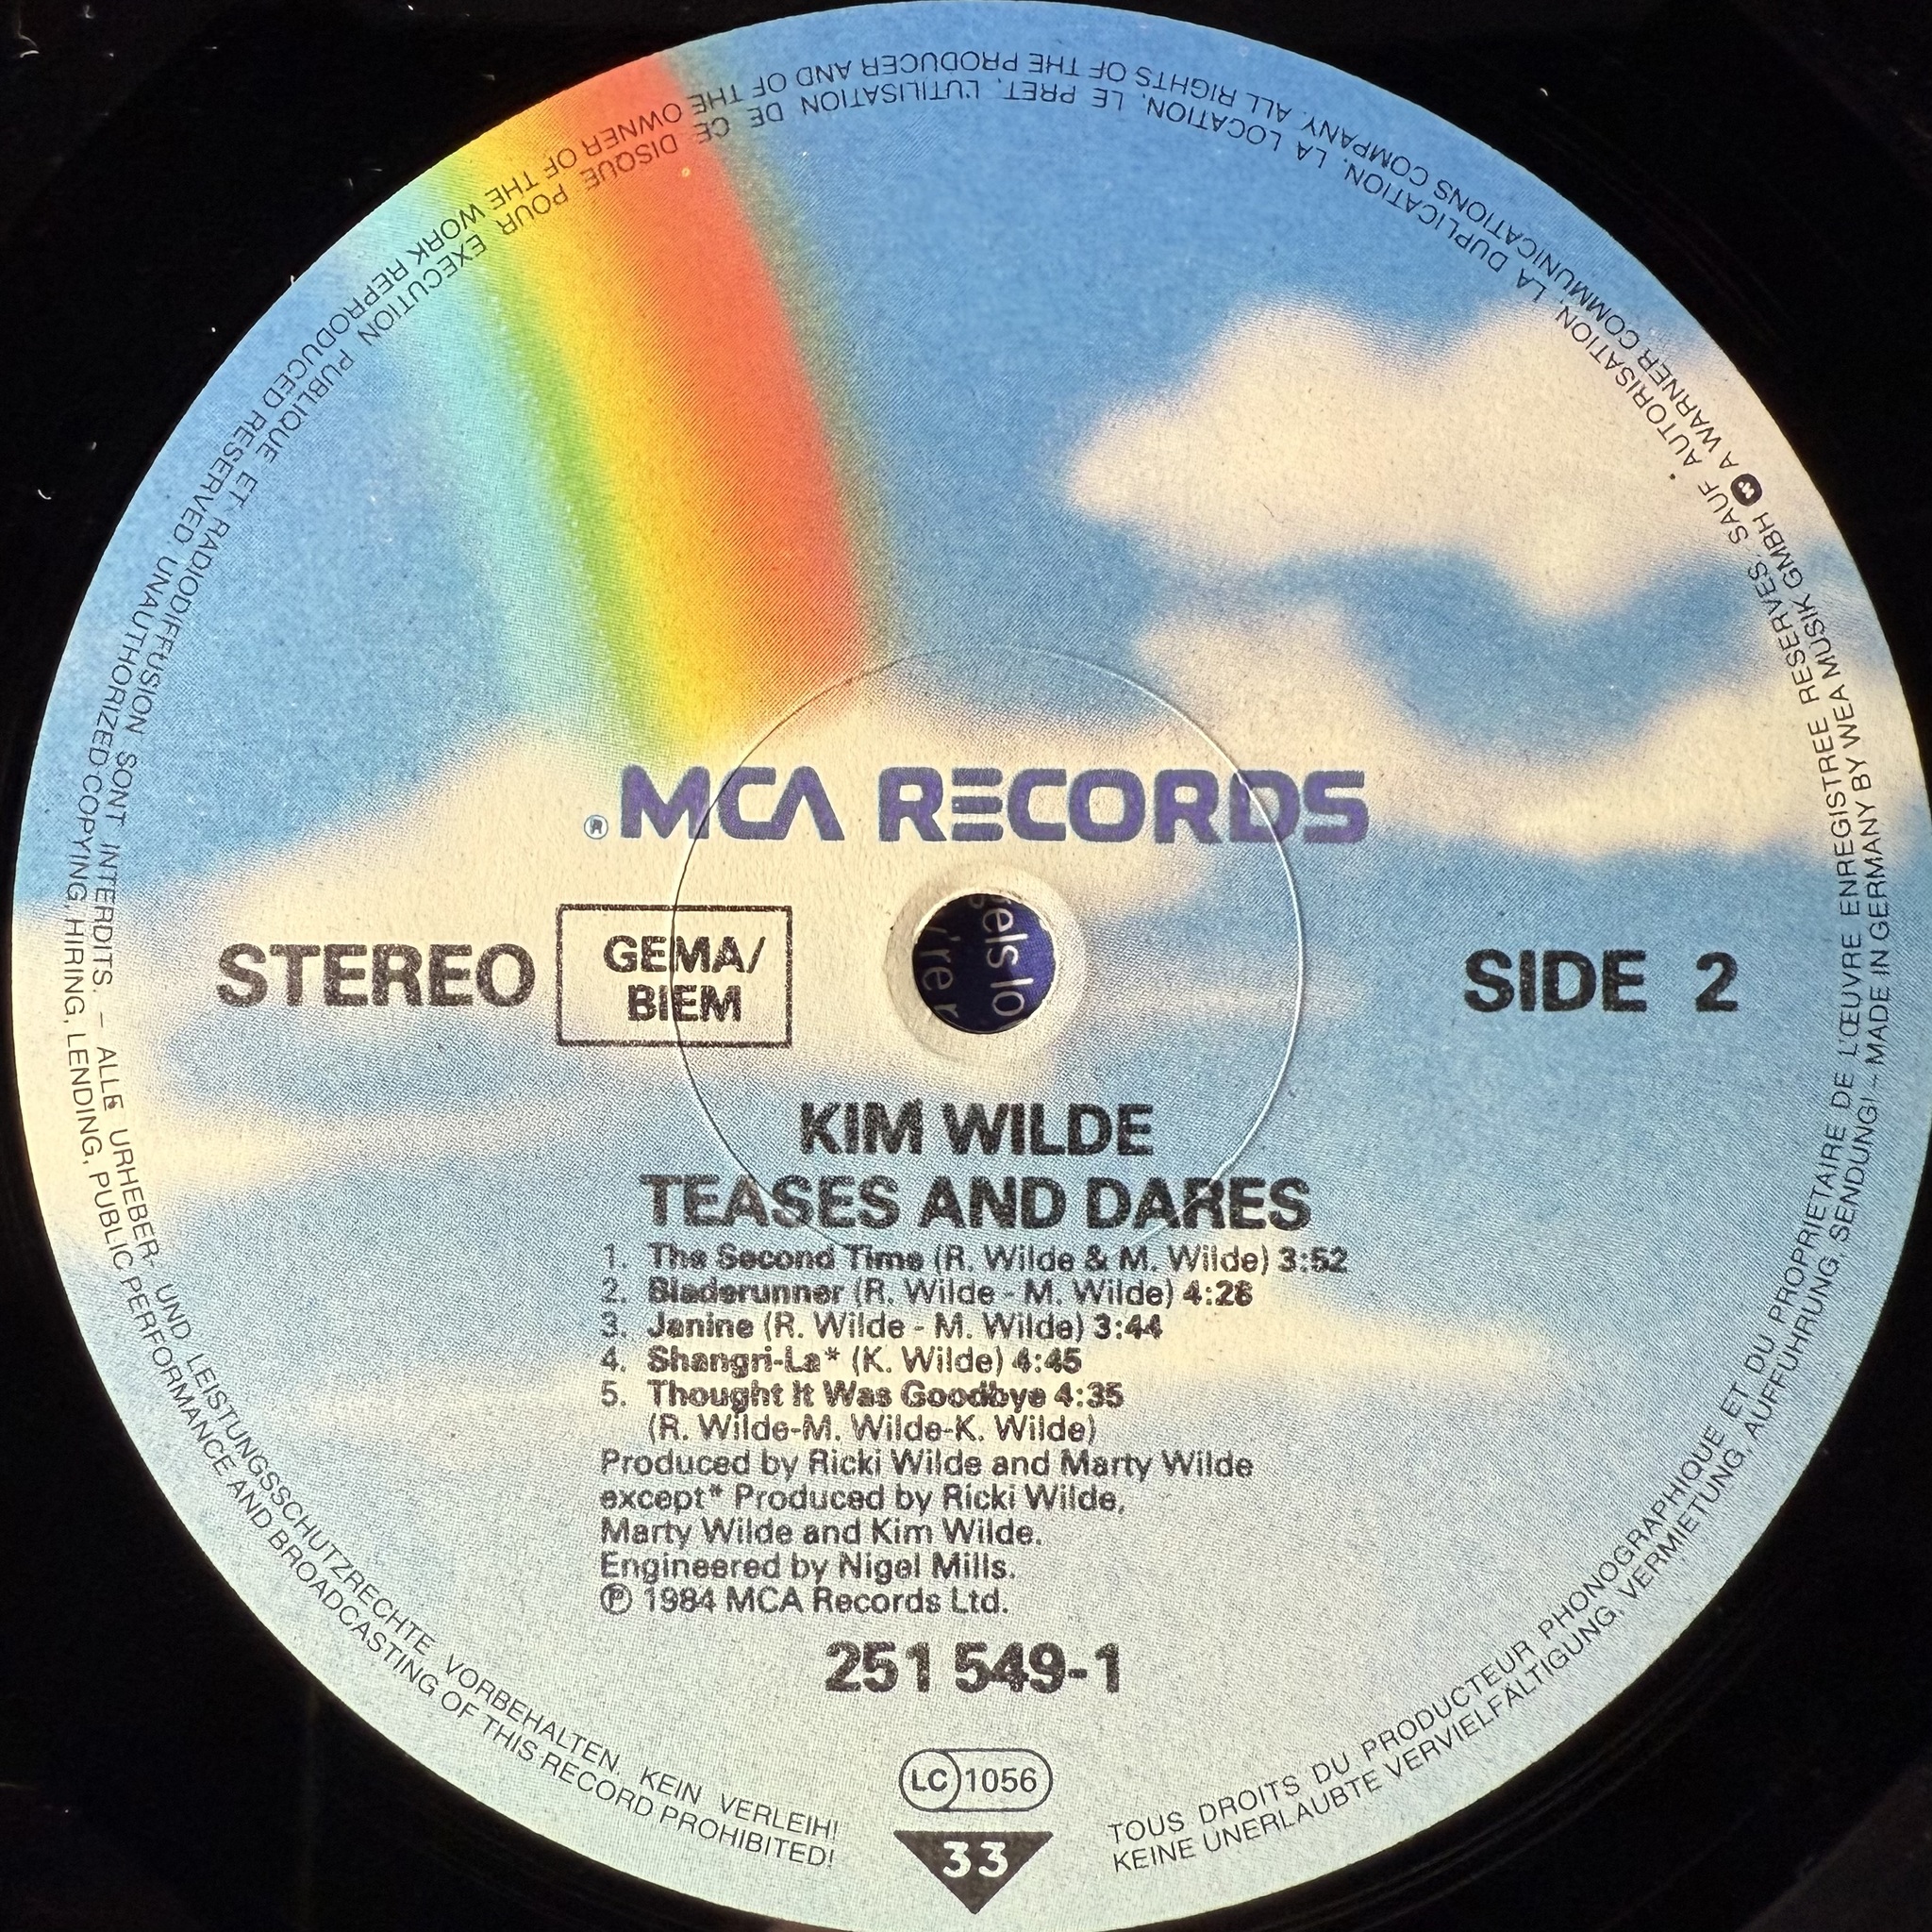 ® MCA RECORDS
STEREO
GEMA/
BIEM
SIDE 2
KIM WILDE
TEASES AND DARES
1. The Second Time (R. Wilde & M. Wilde) 3:52
2. Bladerunner (R. Wilde - M. Wilde) 4:28
3. Janine (R. Wilde - M. Wilde) 3:44
4. Shangri-La* (K. Wilde) 4:45
5. Thought It Was Goodbye 4:35
(R. Wilde-M. Wilde-K. Wilde)
Produced by Ricki Wilde and Marty Wilde
except* Produced by Ricki Wilde,
Marty Wilde and Kim Wilde.
Engineered by Nigel Mills.
℗ 1984 MCA Records Ltd.
251 549-1
LC 1056
33
TOUS DROITS DU PRODUCTEUR PHONOGRAPHIQUE ET DU PROPRIETAIRE DE L'ŒUVRE ENREGISTREE RESERVES. SAUF AUTORISATION, LA DUPLICATION, LA LOCATION, LE PRET, L'UTILISATION DE CE DISQUE POUR EXECUTION PUBLIQUE ET RADIODIFFUSION SONT INTERDITS. – ALLE URHEBER- UND LEISTUNGSSCHUTZRECHTE VORBEHALTEN. KEIN VERLEIH!
KEINE UNERLAUBTE VERVIELFÄLTIGUNG, VERMIETUNG, AUFFÜHRUNG, SENDUNG! – MADE IN GERMANY BY WEA MUSIK GMBH A WARNER COMMUNICATIONS COMPANY. ALL RIGHTS OF THE PRODUCER AND OF THE OWNER OF THE WORK REPRODUCED RESERVED UNAUTHORIZED COPYING, HIRING, LENDING, PUBLIC PERFORMANCE AND BROADCASTING OF THIS RECORD PROHIBITED!